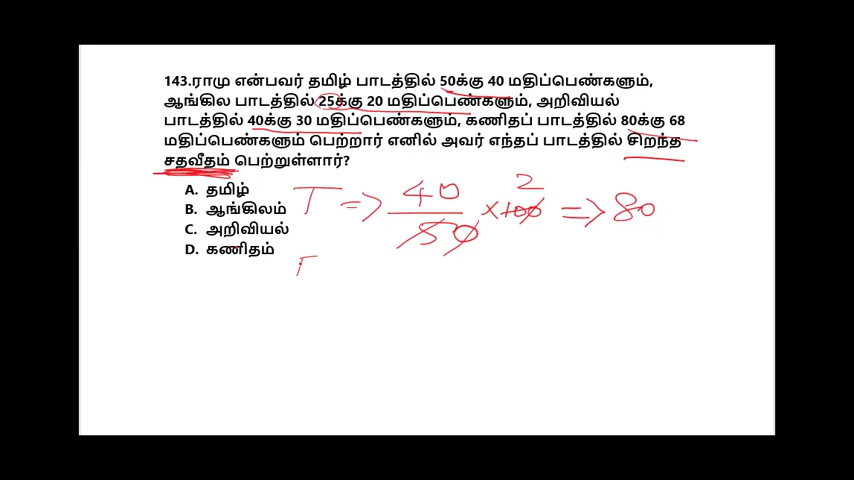 143.ராமு என்பவர் தமிழ் பாடத்தில் 50க்கு 40 மதிப்பெண்களும்,
ஆங்கில பாடத்தில் 25க்கு 20 மதிப்பெண்களும், அறிவியல்
பாடத்தில் 40க்கு 30 மதிப்பெண்களும், கணிதப் பாடத்தில் 80க்கு 68
மதிப்பெண்களும் பெற்றார் எனில் அவர் எந்தப் பாடத்தில் சிறந்த
சதவீதம் பெற்றுள்ளார்?
A. தமிழ்
B. ஆங்கிலம்
C. அறிவியல்
D. கணிதம்
2
T => 40/50 × 100 => 80